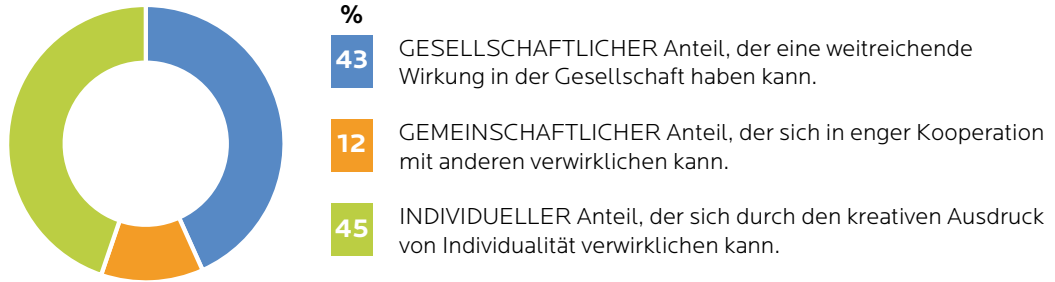 %
43
GESELLSCHAFTLICHER Anteil, der eine weitreichende
Wirkung in der Gesellschaft haben kann.
12
GEMEINSCHAFTLICHER Anteil, der sich in enger Kooperation
mit anderen verwirklichen kann.
45
INDIVIDUELLER Anteil, der sich durch den kreativen Ausdruck
von Individualität verwirklichen kann.